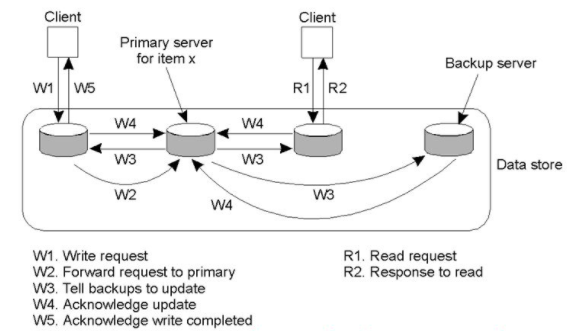 Client
Client
Primary server
for item x
Backup server
W1
W5
R1
R2
W4
W4
W3
W3
W2
W3
W4
Data store
W1. Write request
W2. Forward request to primary
W3. Tell backups to update
W4. Acknowledge update
W5. Acknowledge write completed
R1. Read request
R2. Response to read